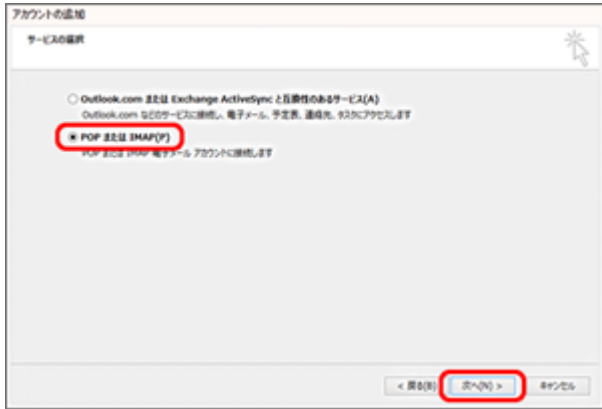 アカウントの追加
サービスの選択
Outlook.com または Exchange ActiveSync と互換性のあるサービス(A)
Outlook.com などのサービスに接続し、電子メール、予定表、連絡先、タスクにアクセスします
POP または IMAP(P)
POP または IMAP 電子メール アカウントに接続します
< 戻る(B)
次へ(N) >
キャンセル